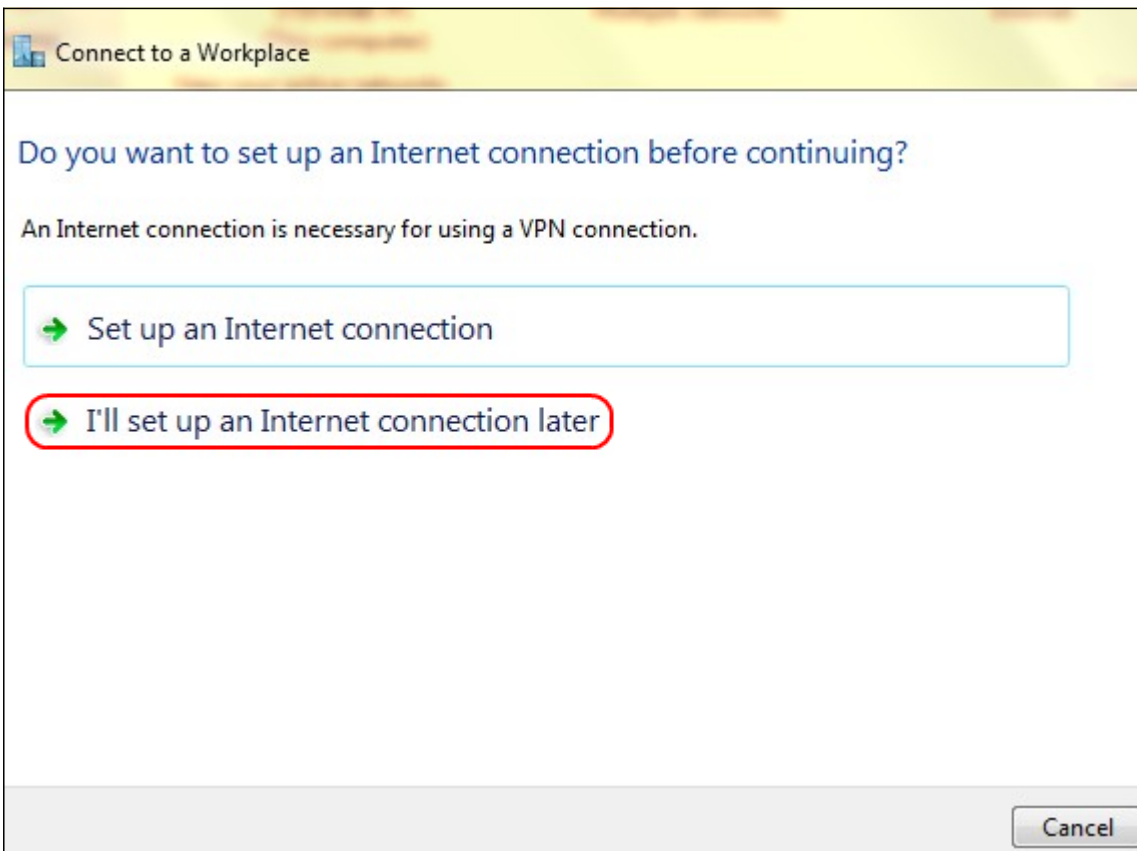 Connect to a Workplace
Do you want to set up an Internet connection before continuing?
An Internet connection is necessary for using a VPN connection.
Set up an Internet connection
I'll set up an Internet connection later
Cancel